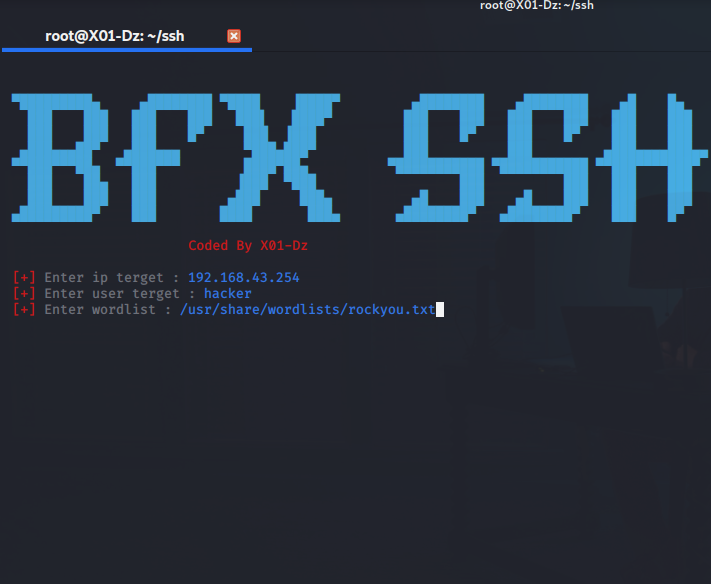 root@X01-Dz: ~/ssh
root@X01-Dz: ~/ssh
BFX SSH
Coded By X01-Dz
[+] Enter ip terget : 192.168.43.254
[+] Enter user terget : hacker
[+] Enter wordlist : /usr/share/wordlists/rockyou.txt